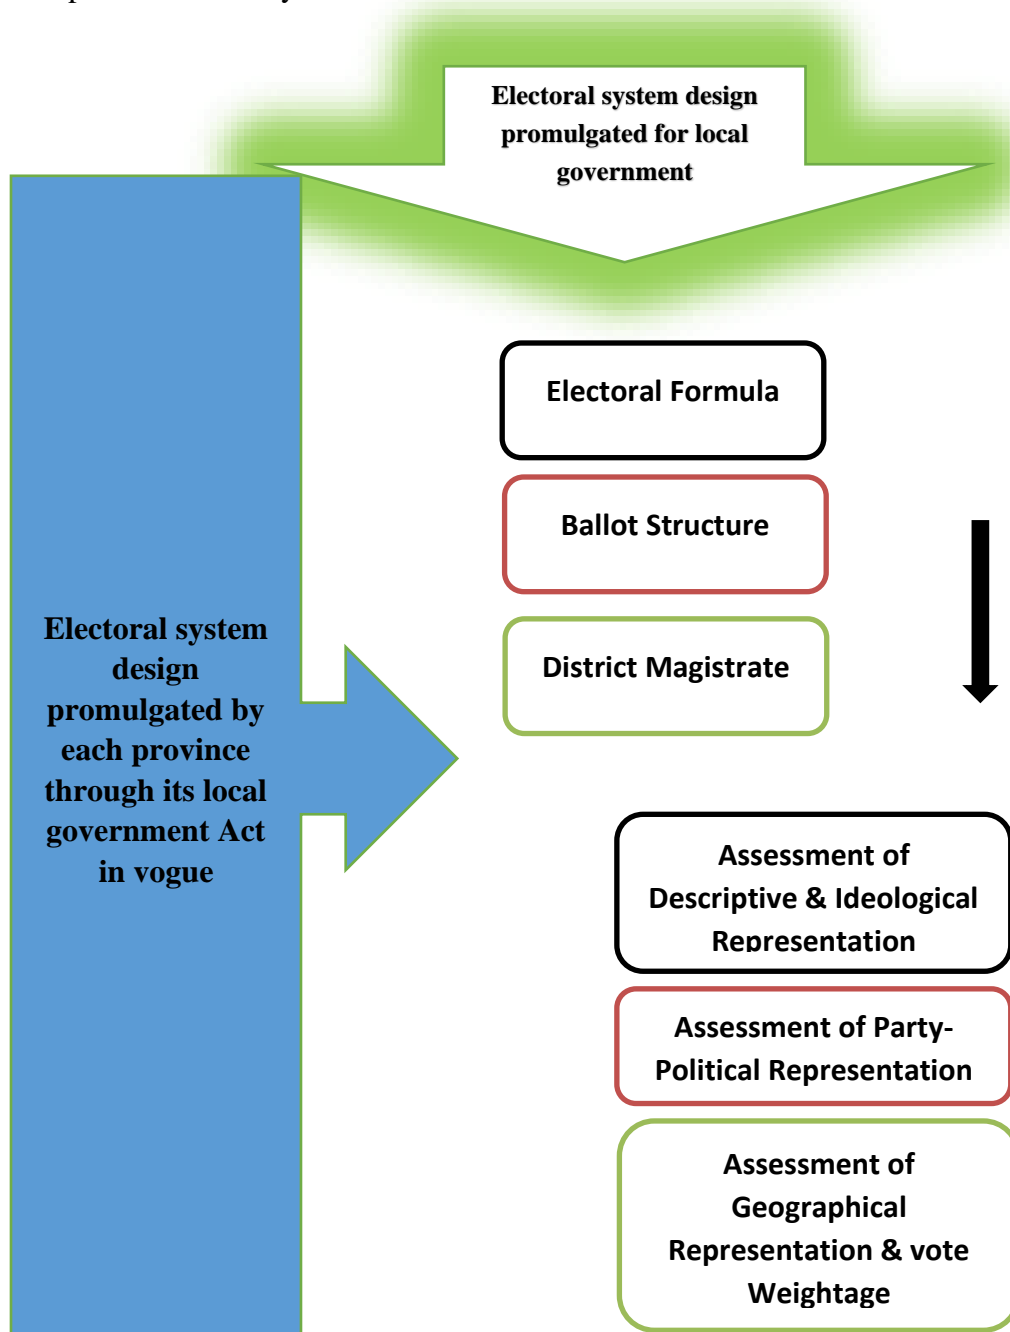 Electoral system design
promulgated for local
government
Electoral Formula
Ballot Structure
District Magistrate
Electoral system
design
promulgated by
each province
through its local
government Act
in vogue
Assessment of
Descriptive & Ideological
Representation
Assessment of Party-
Political Representation
Assessment of
Geographical
Representation & vote
Weightage